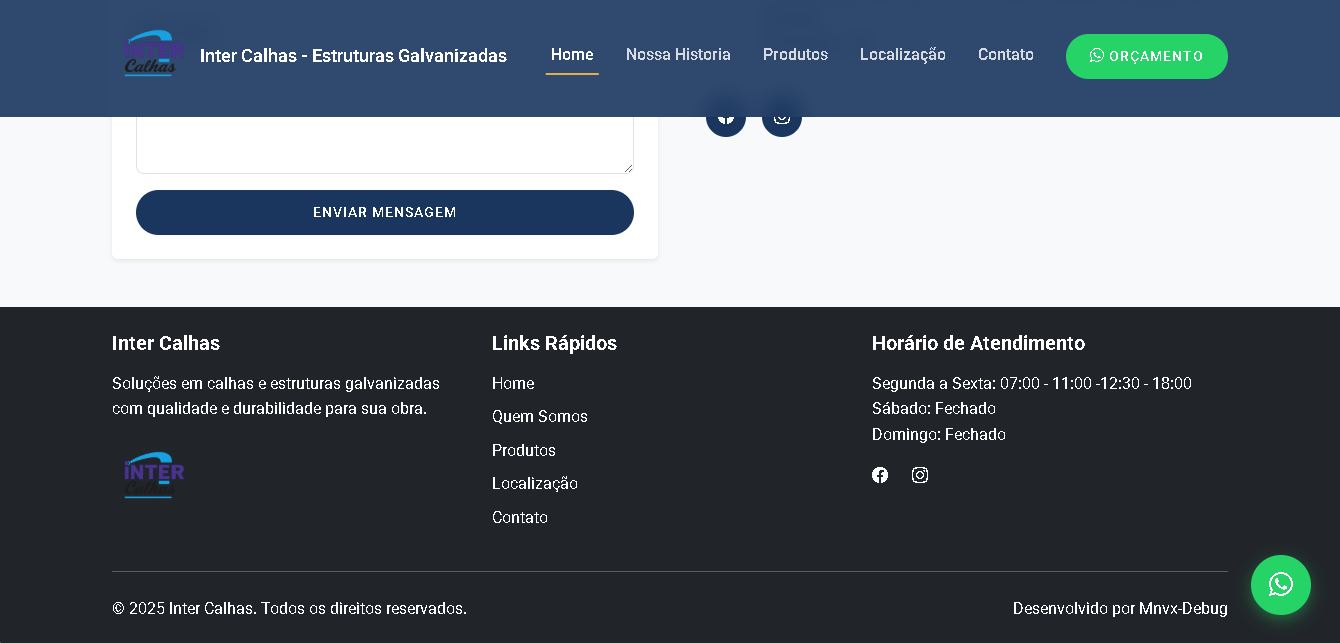 INTER
Calhas
Inter Calhas - Estruturas Galvanizadas
Home
Nossa Historia
Produtos
Localização
Contato
ORÇAMENTO
ENVIAR MENSAGEM
Inter Calhas
Soluções em calhas e estruturas galvanizadas
com qualidade e durabilidade para sua obra.
INTER
Calhas
Links Rápidos
Home
Quem Somos
Produtos
Localização
Contato
Horário de Atendimento
Segunda a Sexta: 07:00 - 11:00 -12:30 - 18:00
Sábado: Fechado
Domingo: Fechado
© 2025 Inter Calhas. Todos os direitos reservados.
Desenvolvido por Mnvx-Debug